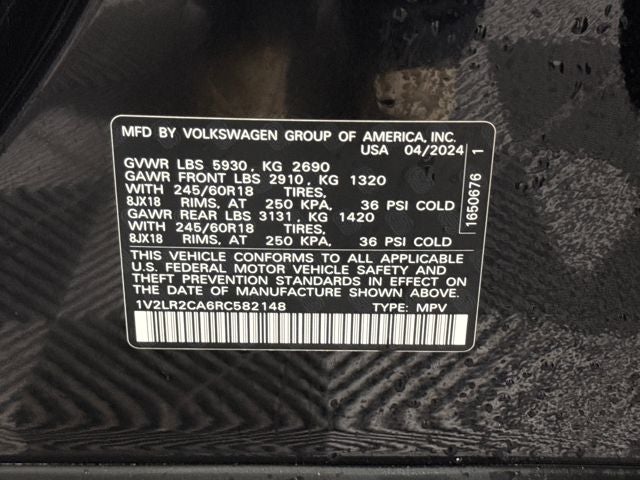 MFD BY VOLKSWAGEN GROUP OF AMERICA, INC.
USA 04/2024
GVWR LBS 5930, KG 2690
GAWR FRONT LBS 2910, KG 1320
WITH 245/60R18 TIRES,
8JX18 RIMS, AT 250 KPA, 36 PSI COLD
GAWR REAR LBS 3131, KG 1420
WITH 245/60R18 TIRES,
8JX18 RIMS, AT 250 KPA, 36 PSI COLD
THIS VEHICLE CONFORMS TO ALL APPLICABLE
U.S. FEDERAL MOTOR VEHICLE SAFETY AND
THEFT PREVENTION STANDARDS IN EFFECT ON THE
DATE OF MANUFACTURE SHOWN ABOVE.
1V2LR2CA6RC582148 TYPE: MPV
1650676 1